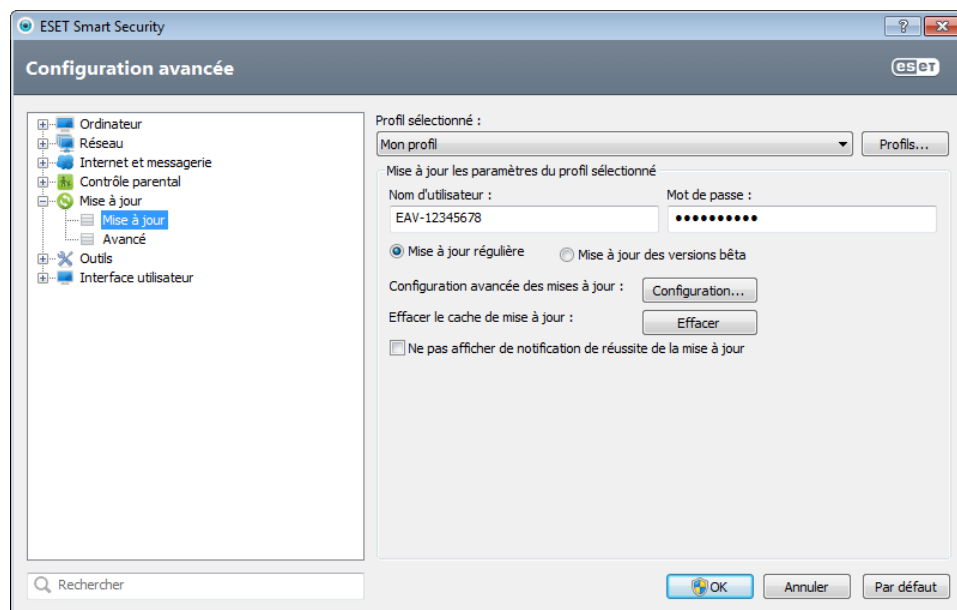 ESET Smart Security
Configuration avancée
eset
Ordinateur
Réseau
Internet et messagerie
Contrôle parental
Mise à jour
Mise à jour
Avancé
Outils
Interface utilisateur
Rechercher
Profil sélectionné :
Mon profil
Profils...
Mise à jour les paramètres du profil sélectionné
Nom d'utilisateur :
Mot de passe :
EAV-12345678
••••••••••
Mise à jour régulière
Mise à jour des versions bêta
Configuration avancée des mises à jour :
Configuration...
Effacer le cache de mise à jour :
Effacer
Ne pas afficher de notification de réussite de la mise à jour
OK
Annuler
Par défaut